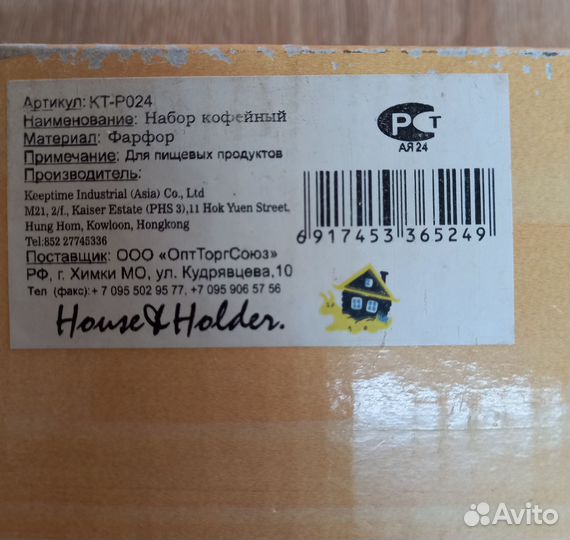 Артикул: КТ-Р024
Наименование: Набор кофейный
Материал: Фарфор
Примечание: Для пищевых продуктов
Производитель:
Keeptime Industrial (Asia) Co., Ltd
M21, 2/f., Kaiser Estate (PHS 3),11 Hok Yuen Street,
Hung Hom, Kowloon, Hongkong
Tel:852 27745336
Поставщик: ООО «ОптТоргСоюз»
РФ, г. Химки МО, ул. Кудрявцева,10
Тел (факс):+ 7 095 502 95 77, +7 095 906 57 56
House & Holder.
РСТ
АЯ 24
6 917453 365249
Avito